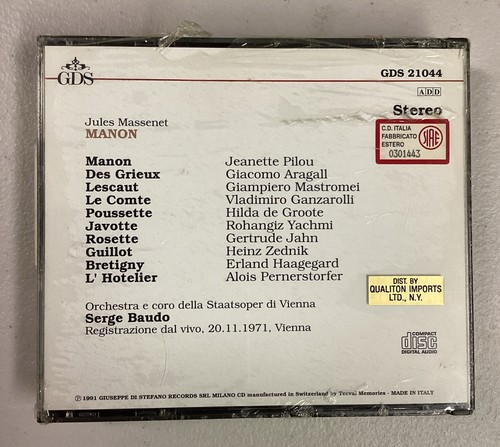 GDS
GDS 21044
ADD
Stereo
C.D. ITALIA
FABBRICATO
ESTERO
0301443
Jules Massenet
MANON
Manon Jeanette Pilou
Des Grieux Giacomo Aragall
Lescaut Giampiero Mastromei
Le Comte Vladimiro Ganzarolli
Poussette Hilda de Groote
Javotte Rohangiz Yachmi
Rosette Gertrude Jahn
Guillot Heinz Zednik
Bretigny Erland Haagegard
L' Hotelier Alois Pernerstorfer
DIST. BY
QUALITON IMPORTS
LTD., N.Y.
Orchestra e coro della Staatsoper di Vienna
Serge Baudo
Registrazione dal vivo, 20.11.1971, Vienna
COMPACT
disc
DIGITAL AUDIO
℗ 1991 GIUSEPPE DI STEFANO RECORDS SRL MILANO CD manufactured in Switzerland by Tecval Memories - MADE IN ITALY